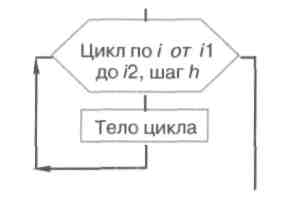 Цикл по i от i1
до i2, шаг h
Тело цикла